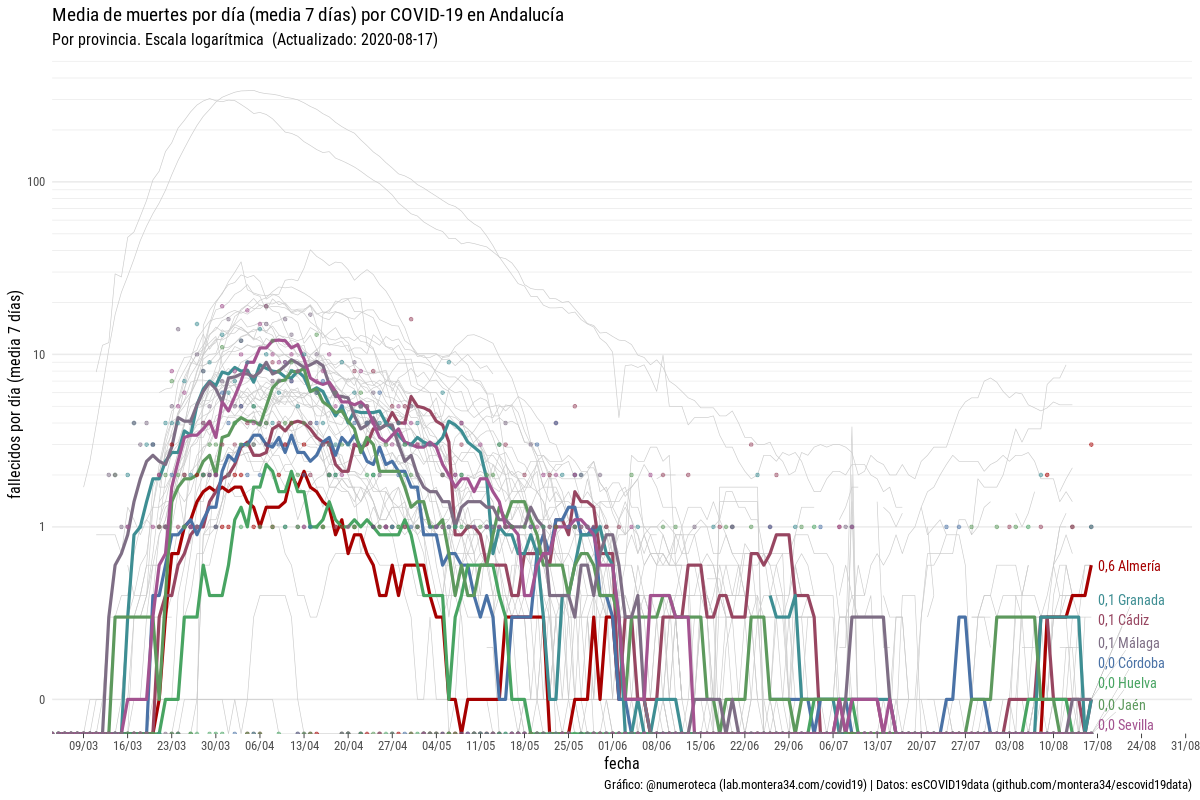 Media de muertes por día (media 7 días) por COVID-19 en Andalucía
Por provincia. Escala logarítmica (Actualizado: 2020-08-17)
fallecidos por día (media 7 días)
100
10
1
0
0,6 Almería
0,1 Granada
0,1 Cádiz
0,1 Málaga
0,0 Córdoba
0,0 Huelva
0,0 Jaén
0,0 Sevilla
09/03 16/03 23/03 30/03 06/04 13/04 20/04 27/04 04/05 11/05 18/05 25/05 01/06 08/06 15/06 22/06 29/06 06/07 13/07 20/07 27/07 03/08 10/08 17/08 24/08 31/08
fecha
Gráfico: @numeroteca (lab.montera34.com/covid19) | Datos: esCOVID19data (github.com/montera34/escovid19data)